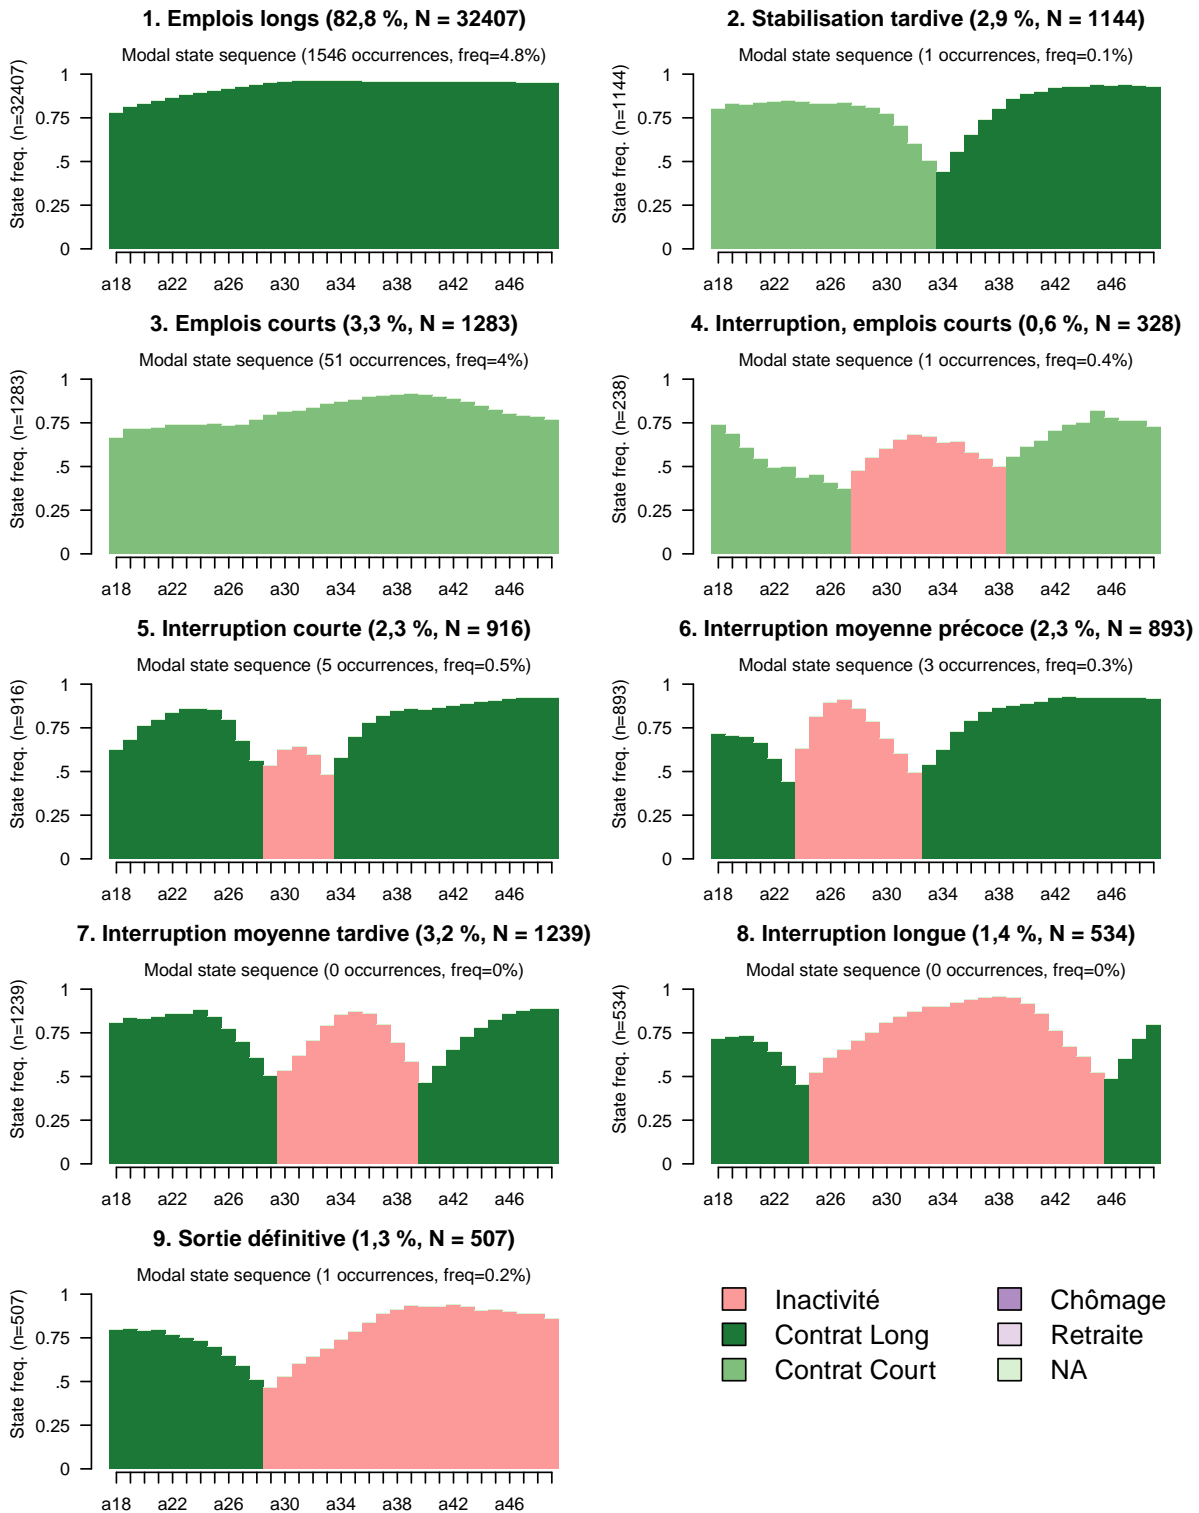 1. Emplois longs (82,8 %, N = 32407)
Modal state sequence (1546 occurrences, freq=4.8%)
State freq. (n=32407)
1
0.75
.5
0.25
0
a18 a22 a26 a30 a34 a38 a42 a46
2. Stabilisation tardive (2,9 %, N = 1144)
Modal state sequence (1 occurrences, freq=0.1%)
State freq. (n=1144)
1
0.75
.5
0.25
0
a18 a22 a26 a30 a34 a38 a42 a46
3. Emplois courts (3,3 %, N = 1283)
Modal state sequence (51 occurrences, freq=4%)
State freq. (n=1283)
1
0.75
.5
0.25
0
a18 a22 a26 a30 a34 a38 a42 a46
4. Interruption, emplois courts (0,6 %, N = 328)
Modal state sequence (1 occurrences, freq=0.4%)
State freq. (n=238)
1
0.75
.5
0.25
0
a18 a22 a26 a30 a34 a38 a42 a46
5. Interruption courte (2,3 %, N = 916)
Modal state sequence (5 occurrences, freq=0.5%)
State freq. (n=916)
1
0.75
.5
0.25
0
a18 a22 a26 a30 a34 a38 a42 a46
6. Interruption moyenne précoce (2,3 %, N = 893)
Modal state sequence (3 occurrences, freq=0.3%)
State freq. (n=893)
1
0.75
.5
0.25
0
a18 a22 a26 a30 a34 a38 a42 a46
7. Interruption moyenne tardive (3,2 %, N = 1239)
Modal state sequence (0 occurrences, freq=0%)
State freq. (n=1239)
1
0.75
.5
0.25
0
a18 a22 a26 a30 a34 a38 a42 a46
8. Interruption longue (1,4 %, N = 534)
Modal state sequence (0 occurrences, freq=0%)
State freq. (n=534)
1
0.75
.5
0.25
0
a18 a22 a26 a30 a34 a38 a42 a46
9. Sortie définitive (1,3 %, N = 507)
Modal state sequence (1 occurrences, freq=0.2%)
State freq. (n=507)
1
0.75
.5
0.25
0
a18 a22 a26 a30 a34 a38 a42 a46
Inactivité
Contrat Long
Contrat Court
Chômage
Retraite
NA